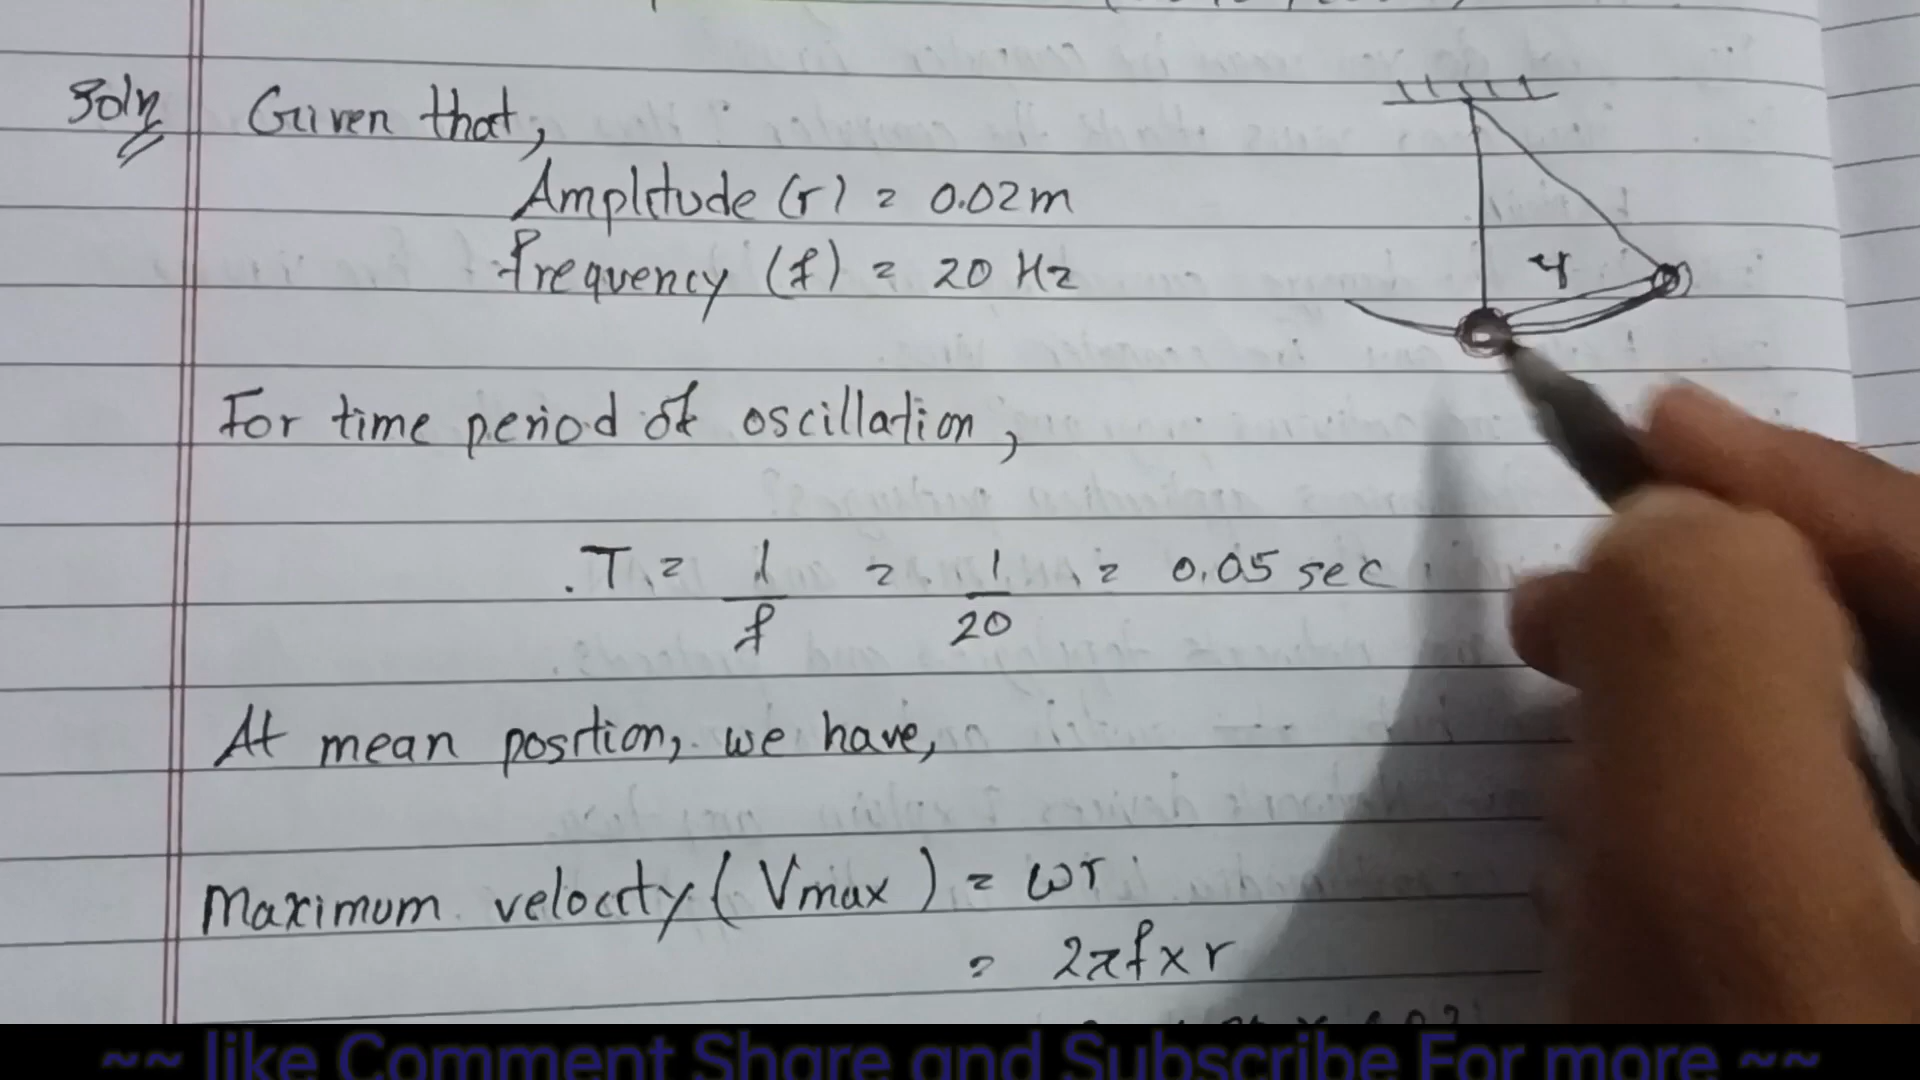 Soln Given that,
Amplitude (r) = 0.02m
frequency (f) = 20 Hz
r
For time period of oscillation,
T = 1/f = 1/20 = 0.05 sec
At mean position, we have,
Maximum velocity (Vmax) = ωr
= 2πf x r
~~ like Comment Share and Subscribe For more ~~